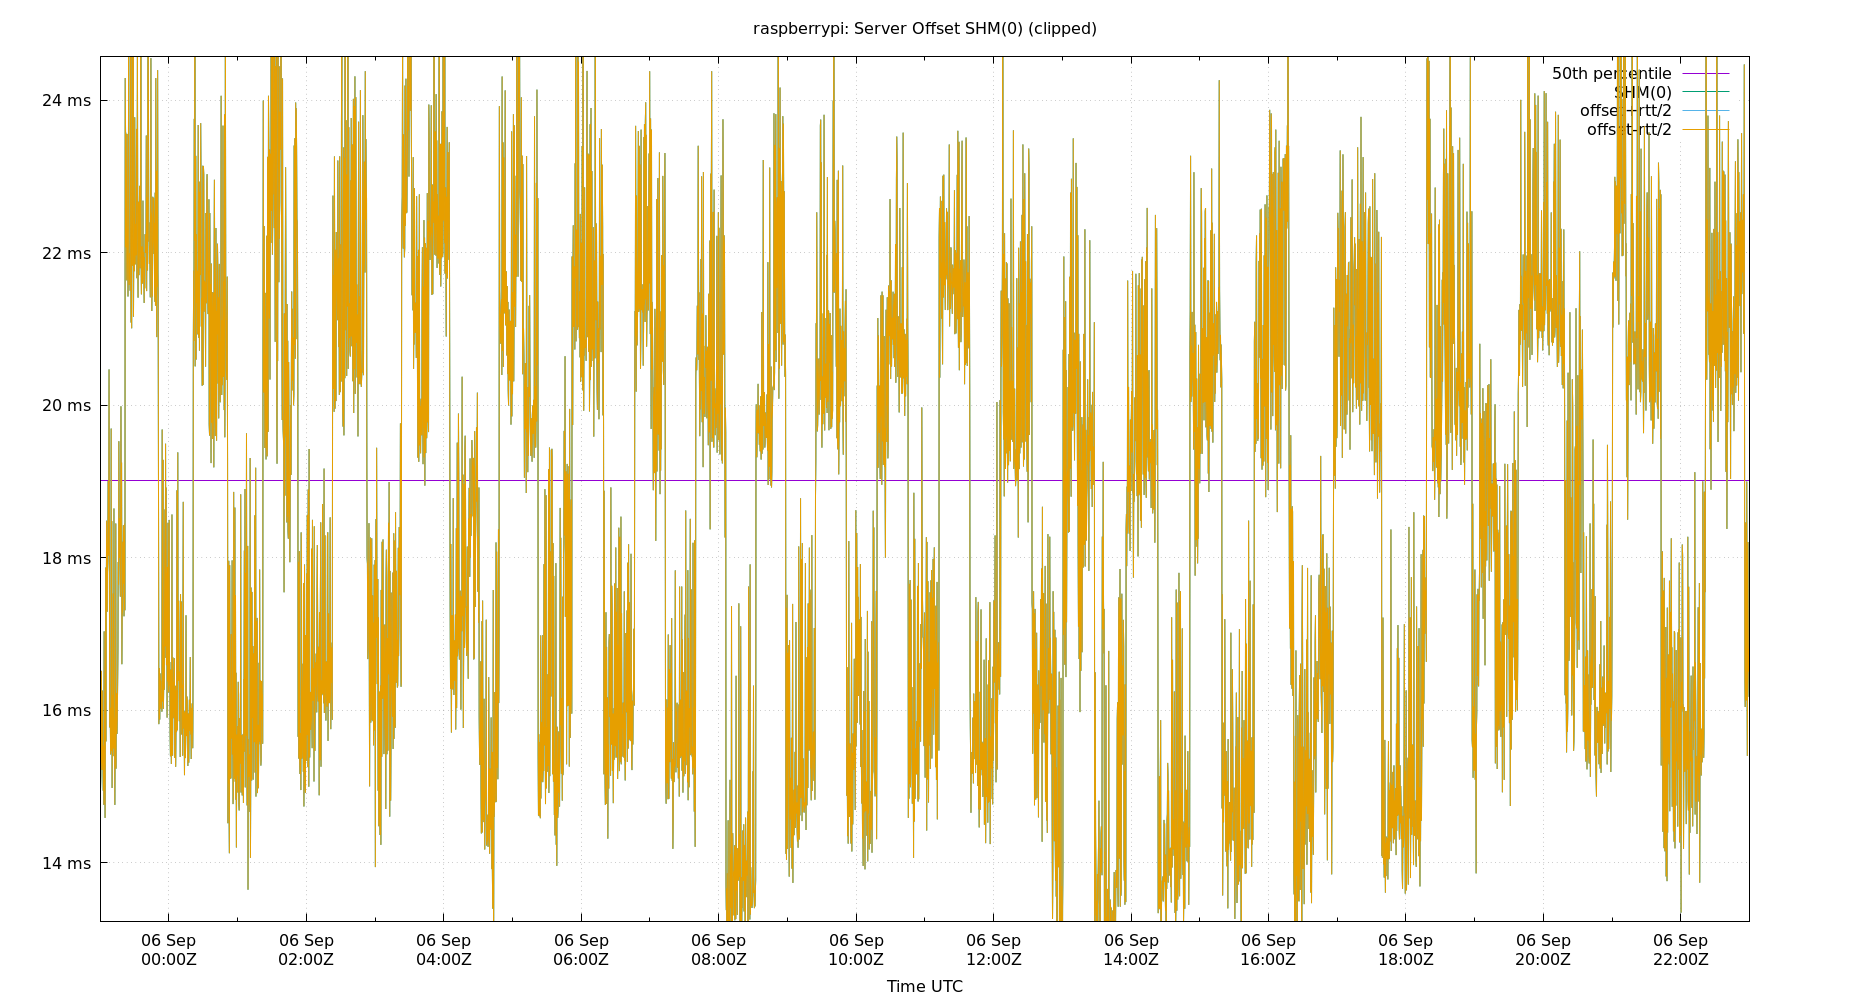 raspberrypi: Server Offset SHM(0) (clipped)
50th percentile
SHM(0)
offset+rtt/2
offset-rtt/2
24 ms
22 ms
20 ms
18 ms
16 ms
14 ms
06 Sep 06 Sep 06 Sep 06 Sep 06 Sep 06 Sep 06 Sep 06 Sep 06 Sep 06 Sep 06 Sep 06 Sep
00:00Z 02:00Z 04:00Z 06:00Z 08:00Z 10:00Z 12:00Z 14:00Z 16:00Z 18:00Z 20:00Z 22:00Z
Time UTC